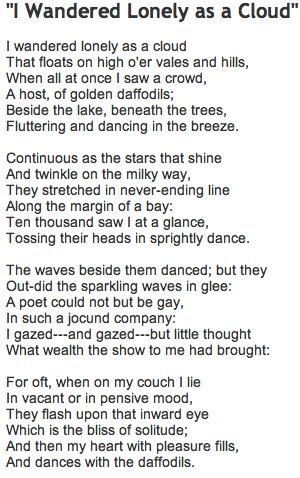 "I Wandered Lonely as a Cloud"
I wandered lonely as a cloud
That floats on high o'er vales and hills,
When all at once I saw a crowd,
A host, of golden daffodils;
Beside the lake, beneath the trees,
Fluttering and dancing in the breeze.
Continuous as the stars that shine
And twinkle on the milky way,
They stretched in never-ending line
Along the margin of a bay:
Ten thousand saw I at a glance,
Tossing their heads in sprightly dance.
The waves beside them danced; but they
Out-did the sparkling waves in glee:
A poet could not but be gay,
In such a jocund company:
I gazed---and gazed---but little thought
What wealth the show to me had brought:
For oft, when on my couch I lie
In vacant or in pensive mood,
They flash upon that inward eye
Which is the bliss of solitude;
And then my heart with pleasure fills,
And dances with the daffodils.